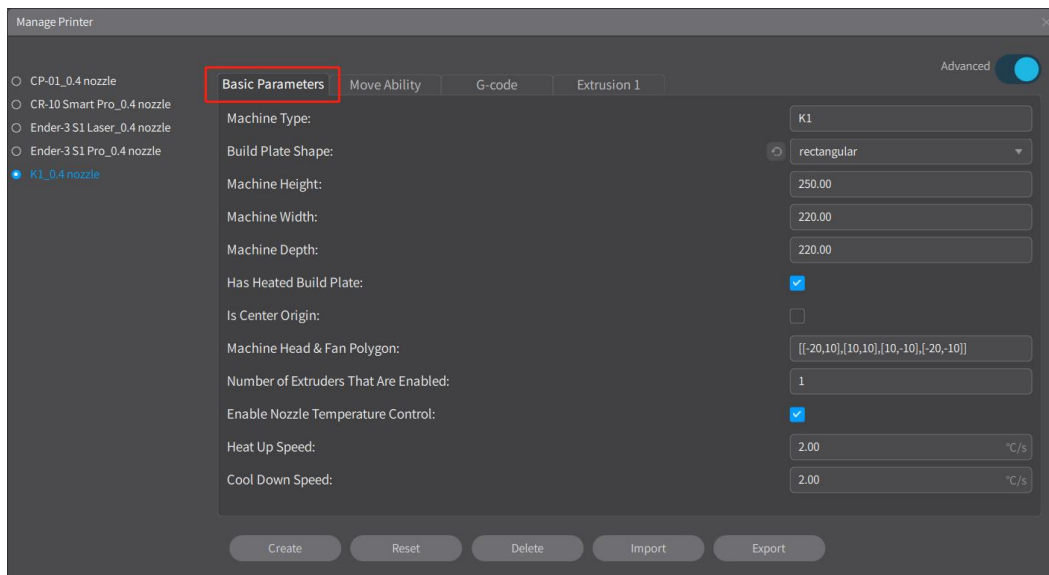 Manage Printer
Advanced
CP-01_0.4 nozzle
CR-10 Smart Pro_0.4 nozzle
Ender-3 S1 Laser_0.4 nozzle
Ender-3 S1 Pro_0.4 nozzle
K1_0.4 nozzle
Basic Parameters Move Ability G-code Extrusion 1
Machine Type: K1
Build Plate Shape: rectangular
Machine Height: 250.00
Machine Width: 220.00
Machine Depth: 220.00
Has Heated Build Plate:
Is Center Origin:
Machine Head & Fan Polygon: [[-20,10],[10,10],[10,-10],[-20,-10]]
Number of Extruders That Are Enabled: 1
Enable Nozzle Temperature Control:
Heat Up Speed: 2.00 °C/s
Cool Down Speed: 2.00 °C/s
Create Reset Delete Import Export